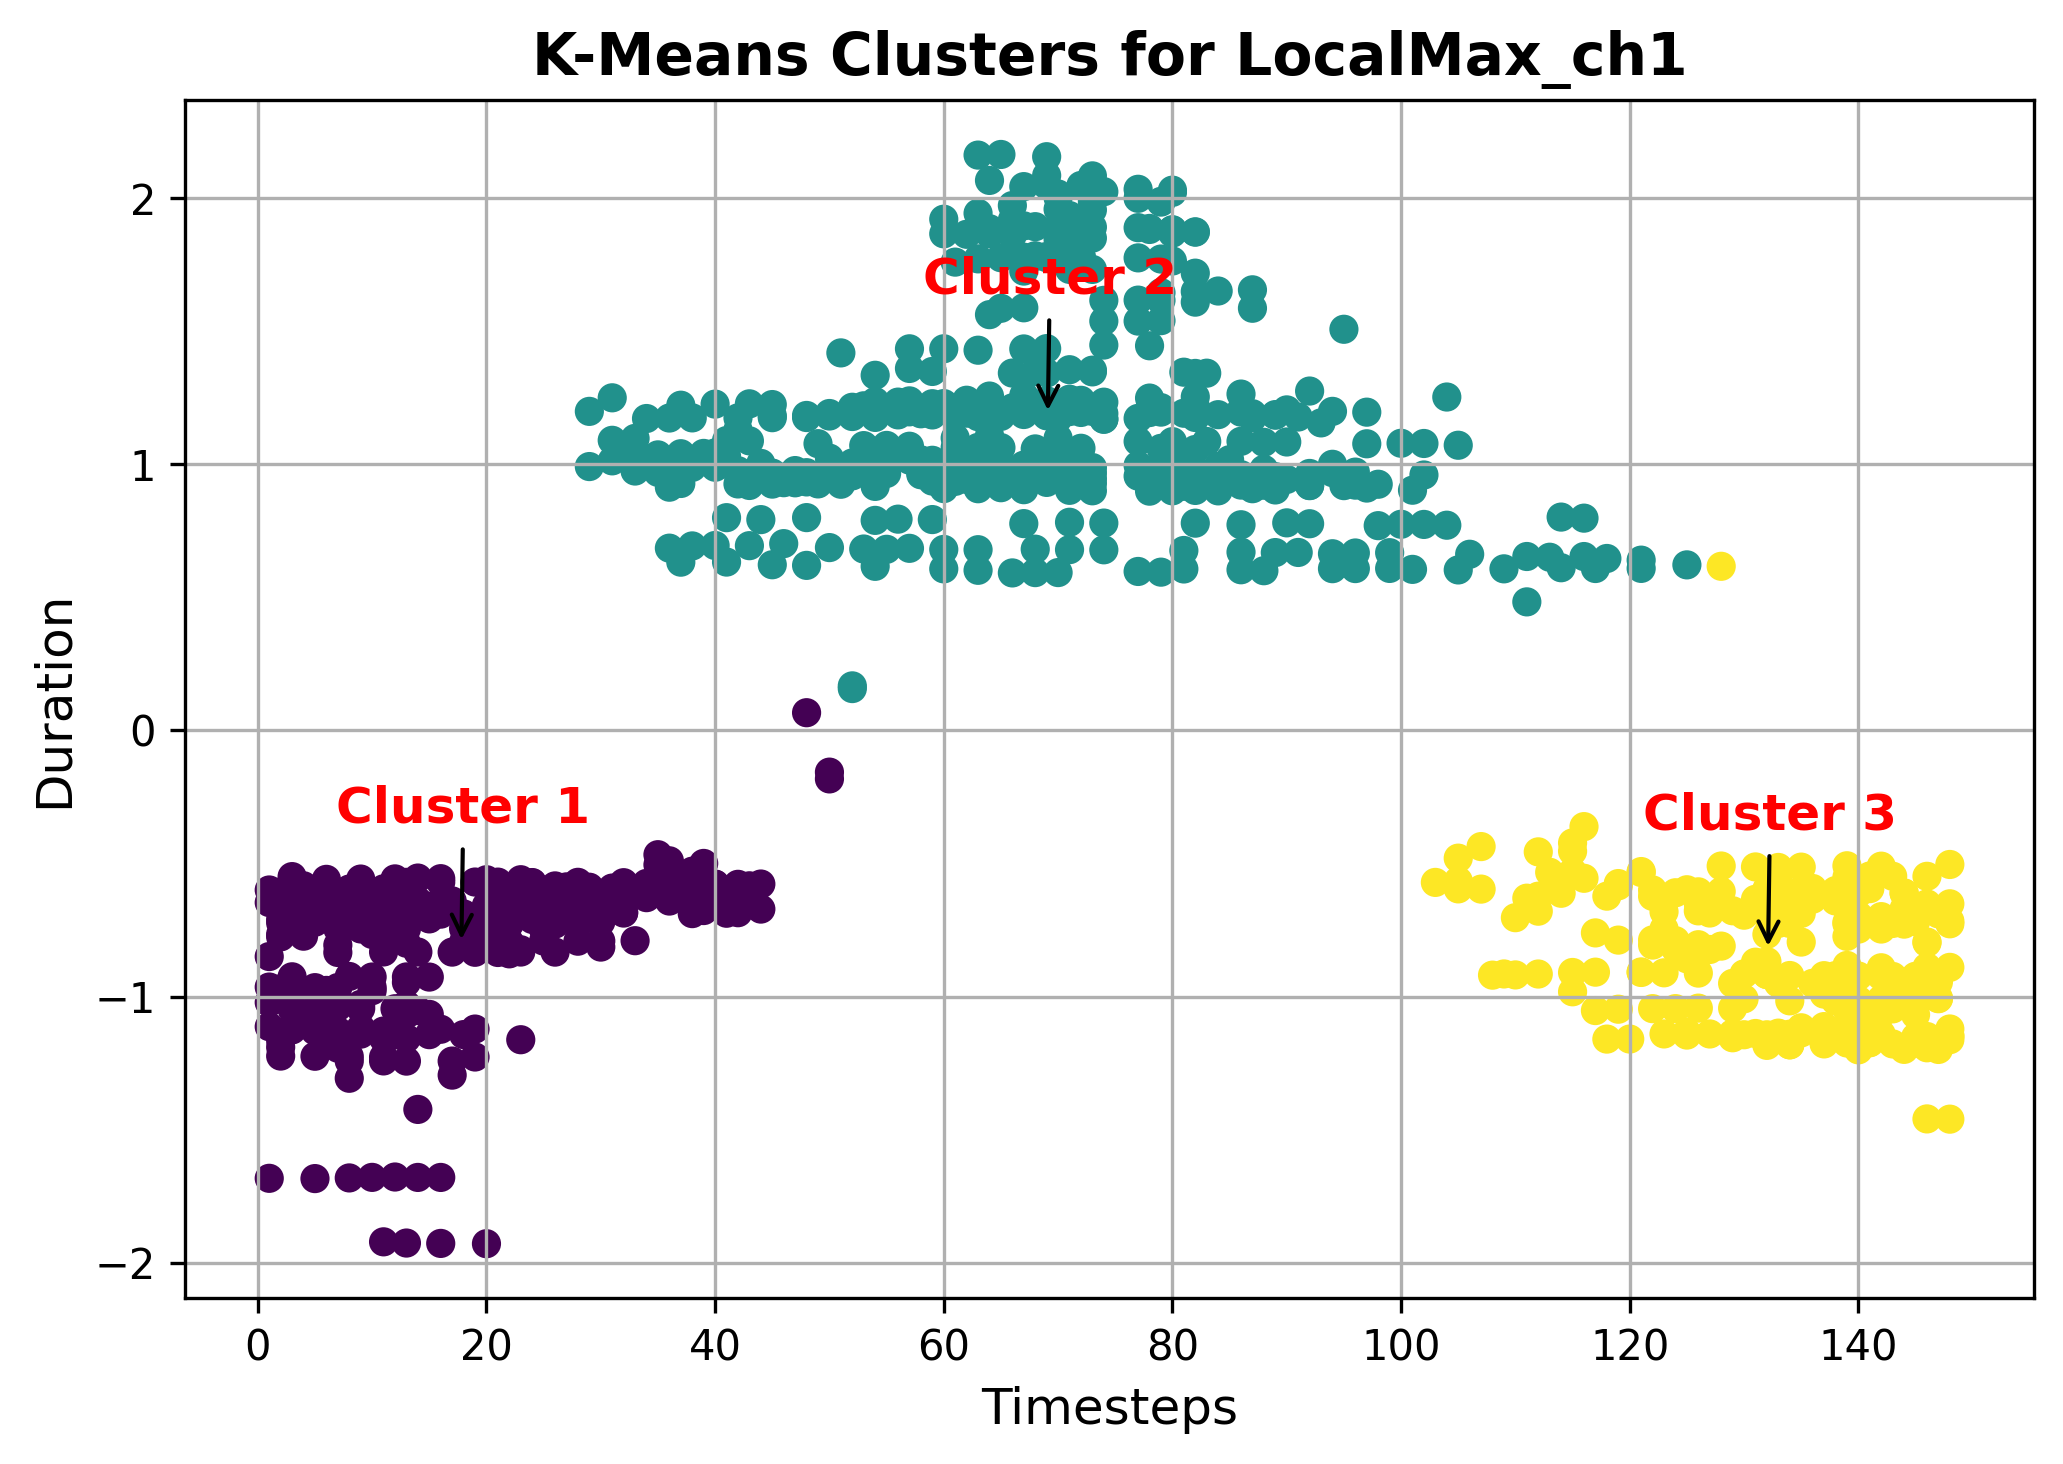 K-Means Clusters for LocalMax_ch1
2
1
0
−1
−2
Duration
Cluster 2
Cluster 1
Cluster 3
0 20 40 60 80 100 120 140
Timesteps